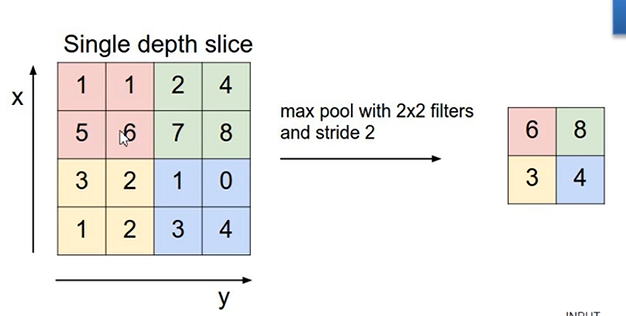 Single depth slice
x
1 1 2 4
5 6 7 8
3 2 1 0
1 2 3 4
y
max pool with 2x2 filters
and stride 2
6 8
3 4